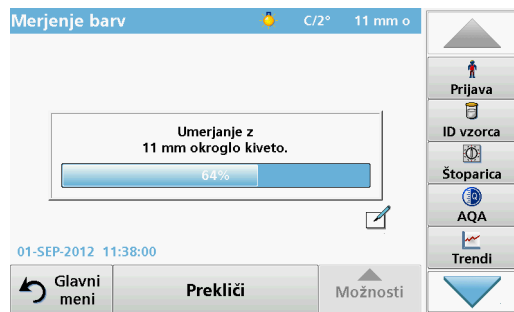 Merjenje barv C/2° 11 mm o
Umerjanje z
11 mm okroglo kiveto.
64%
01-SEP-2012 11:38:00
Glavni
meni
Prekliči
Možnosti
Prijava
ID vzorca
Štoparica
AQA
Trendi